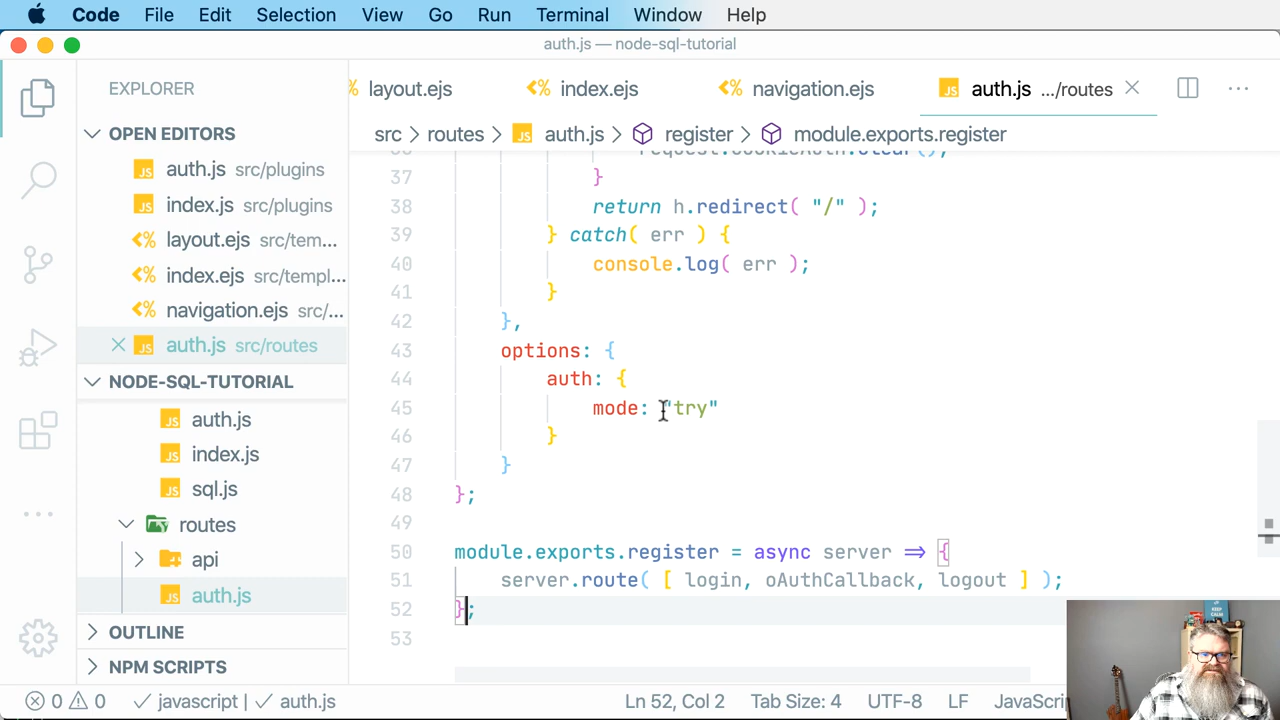 Code File Edit Selection View Go Run Terminal Window Help
auth.js — node-sql-tutorial
EXPLORER
layout.ejs
index.ejs
navigation.ejs
auth.js .../routes
OPEN EDITORS
src > routes > auth.js > register > module.exports.register
auth.js src/plugins
index.js src/plugins
layout.ejs src/tem...
index.ejs src/templ...
navigation.ejs src/...
auth.js src/routes
NODE-SQL-TUTORIAL
auth.js
index.js
sql.js
routes
api
auth.js
OUTLINE
NPM SCRIPTS
request.cookieAuth.clear();
37 }
38 return h.redirect( "/" );
39 } catch( err ) {
40 console.log( err );
41 }
42 },
43 options: {
44 auth: {
45 mode: "try"
46 }
47 }
48 };
49
50 module.exports.register = async server => {
51 server.route( [ login, oAuthCallback, logout ] );
52 };
53
0 0 javascript | auth.js Ln 52, Col 2 Tab Size: 4 UTF-8 LF JavaScri